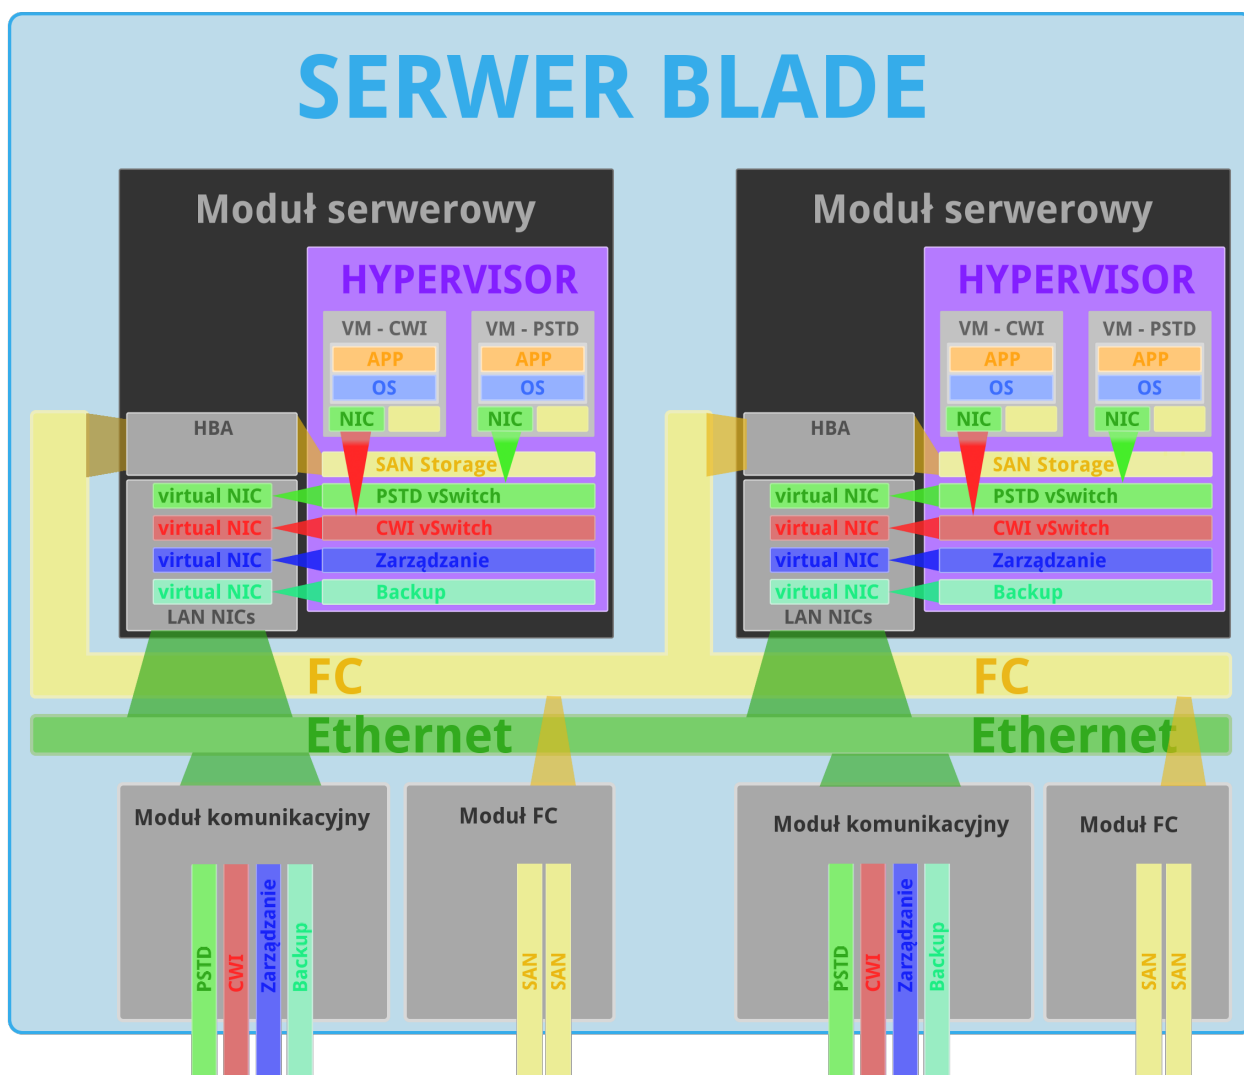 SERWER BLADE
Moduł serwerowy
HYPERVISOR
VM - CWI
VM - PSTD
APP
APP
OS
OS
NIC
NIC
HBA
SAN Storage
virtual NIC
PSTD vSwitch
virtual NIC
CWI vSwitch
virtual NIC
Zarządzanie
virtual NIC
Backup
LAN NICs
Moduł serwerowy
HYPERVISOR
VM - CWI
VM - PSTD
APP
APP
OS
OS
NIC
NIC
HBA
SAN Storage
virtual NIC
PSTD vSwitch
virtual NIC
CWI vSwitch
virtual NIC
Zarządzanie
virtual NIC
Backup
LAN NICs
FC
FC
Ethernet
Ethernet
Moduł komunikacyjny
PSTD
CWI
Zarządzanie
Backup
Moduł FC
SAN
SAN
Moduł komunikacyjny
PSTD
CWI
Zarządzanie
Backup
Moduł FC
SAN
SAN